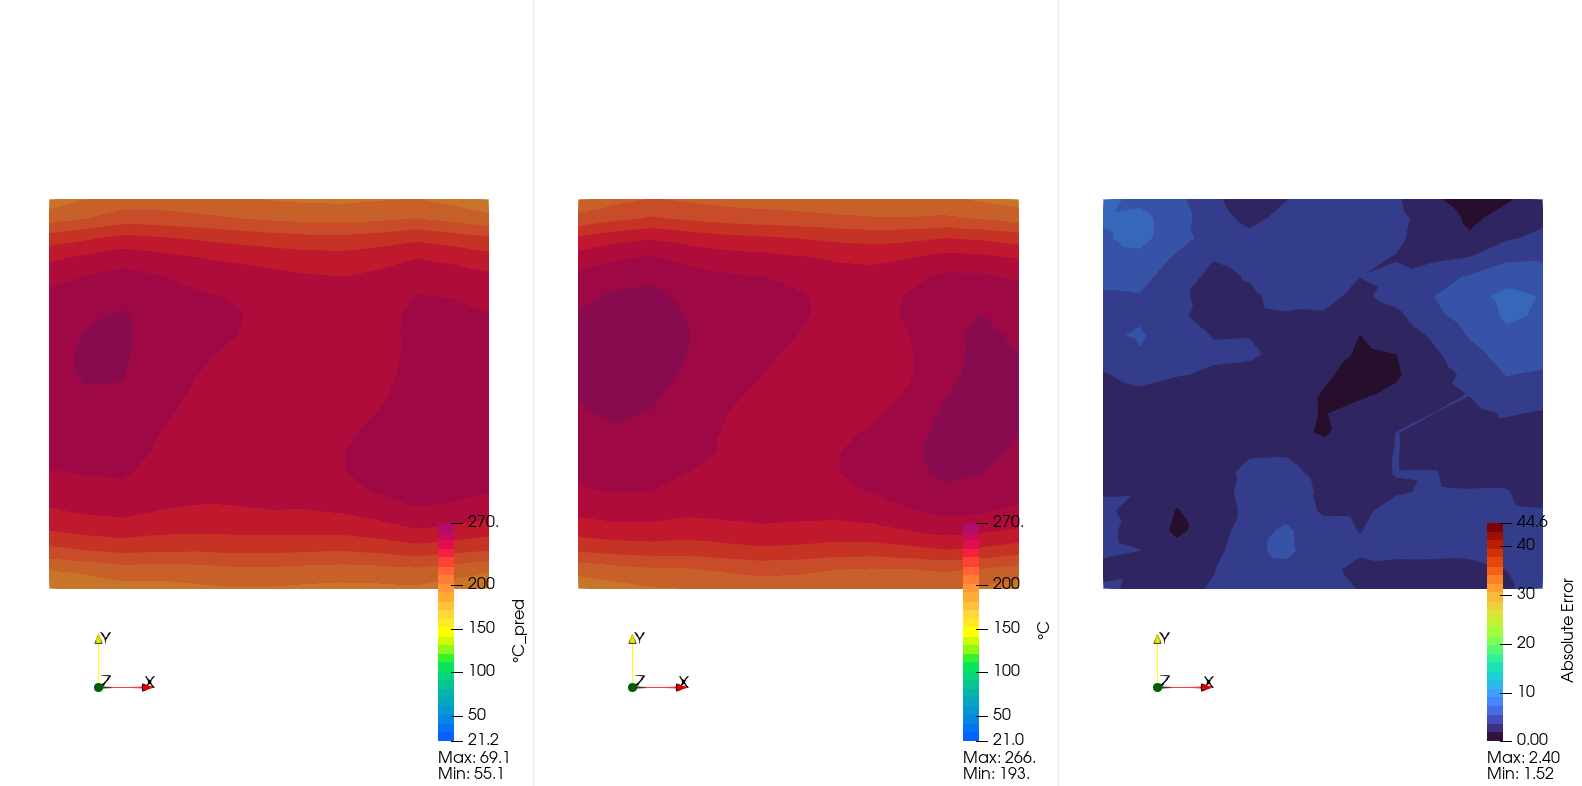 270.
200
150
100
50
21.2
°C_pred
Max: 69.1
Min: 55.1
Y
Z
X
270.
200
150
100
50
21.0
°C
Max: 266.
Min: 193.
Y
Z
X
44.6
40
30
20
10
0.00
Absolute Error
Max: 2.40
Min: 1.52
Y
Z
X